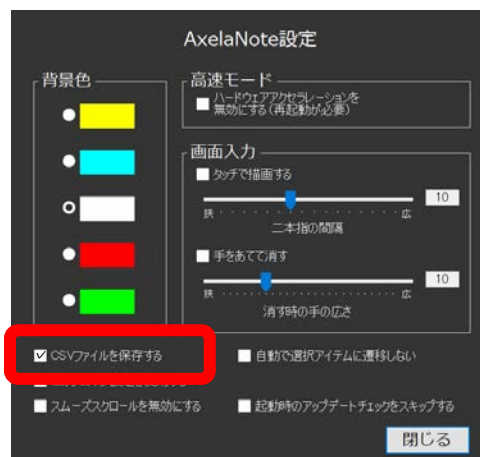 AxelaNote設定
背景色
高速モード
ハードウェアアクセラレーションを
無効にする(再起動が必要)
画面入力
タッチで描画する
10
狭
広
二本指の間隔
手をあてて消す
10
狭
広
消す時の手の広さ
CSVファイルを保存する
自動で選択アイテムに遷移しない
スムーズスクロールを無効にする
起動時のアップデートチェックをスキップする
閉じる